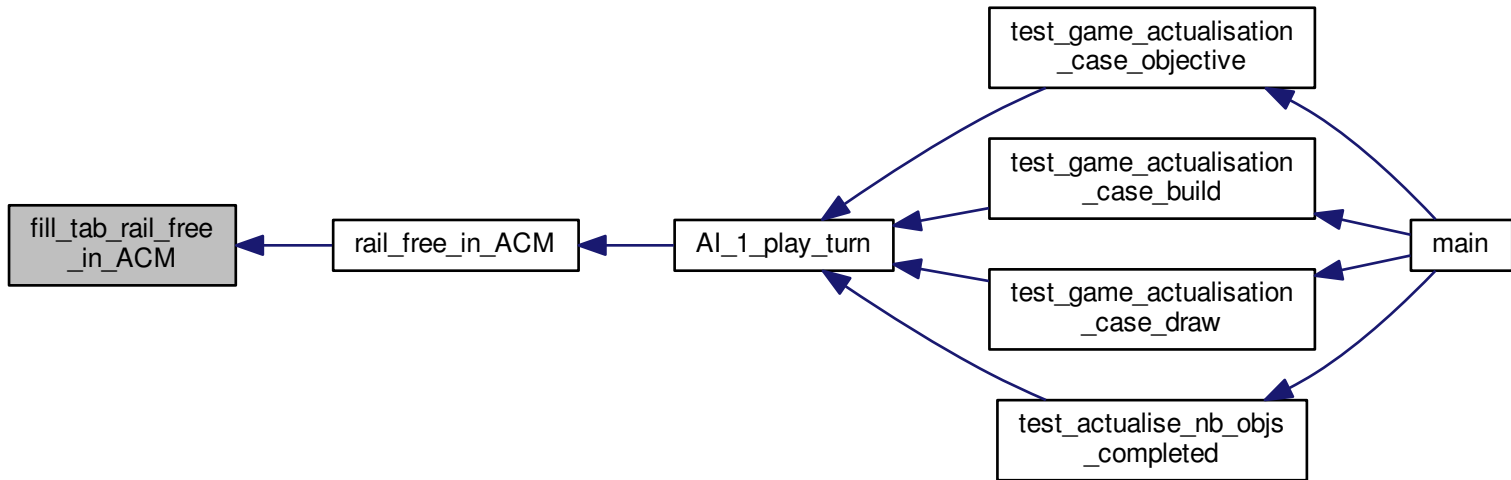 fill_tab_rail_free
_in_ACM
rail_free_in_ACM
AI_1_play_turn
test_game_actualisation
_case_objective
test_game_actualisation
_case_build
test_game_actualisation
_case_draw
test_actualise_nb_objs
_completed
main